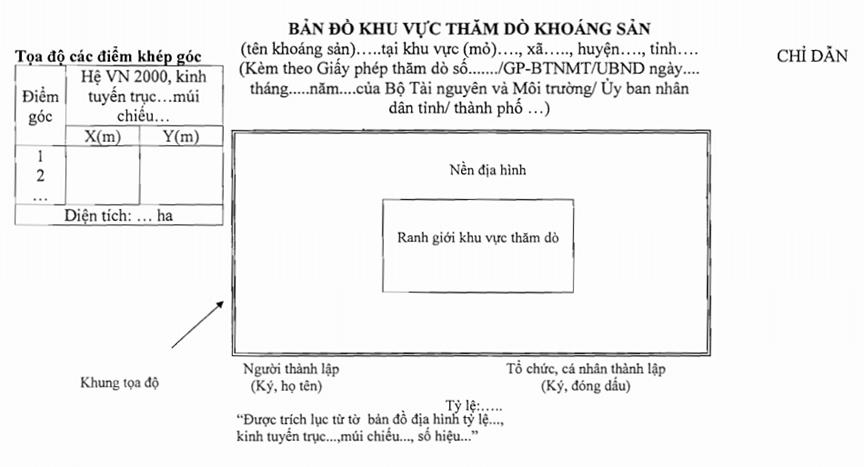 BẢN ĐỒ KHU VỰC THĂM DÒ KHOÁNG SẢN
(tên khoáng sản)…..tại khu vực (mỏ)…., xã….., huyện…., tỉnh….
(Kèm theo Giấy phép thăm dò số......./GP-BTNMT/UBND ngày....
tháng.....năm....của Bộ Tài nguyên và Môi trường/ Ủy ban nhân
dân tỉnh/ thành phố …)
CHỈ DẪN
Tọa độ các điểm khép góc
Điểm góc
Hệ VN 2000, kinh
tuyến trục…múi
chiếu…
X(m) Y(m)
1
2
…
Diện tích: … ha
Nền địa hình
Ranh giới khu vực thăm dò
Khung tọa độ
Người thành lập
(Ký, họ tên)
Tổ chức, cá nhân thành lập
(Ký, đóng dấu)
Tỷ lệ:…..
“Được trích lục từ tờ bản đồ địa hình tỷ lệ...,
kinh tuyến trục...,múi chiếu..., số hiệu...”